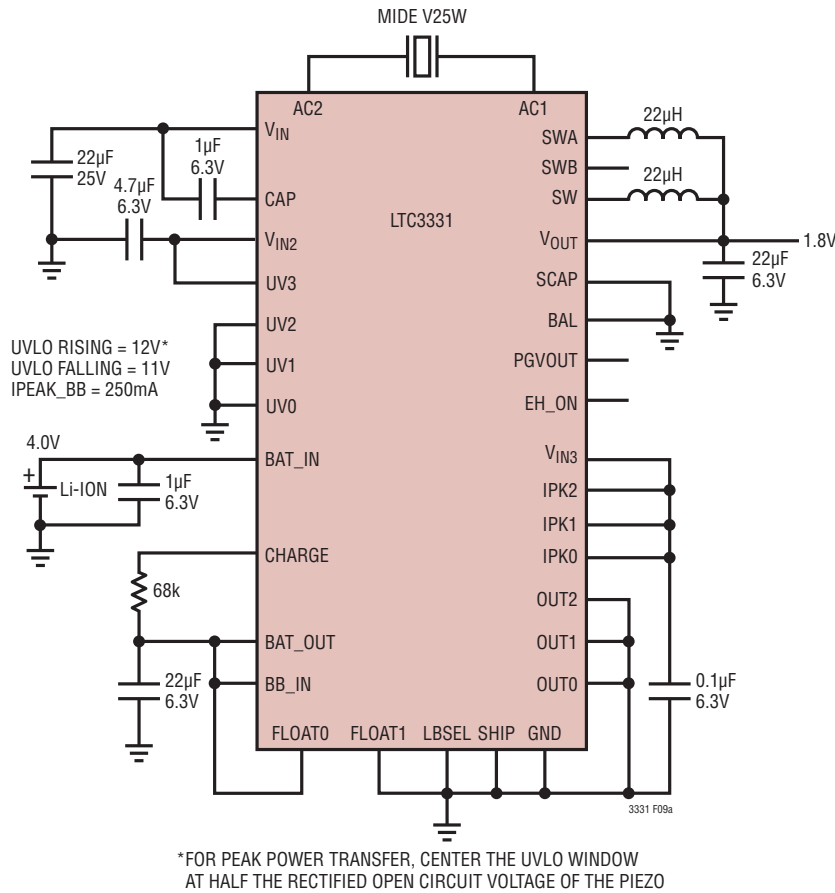 MIDE V25W
AC2
AC1
VIN
1µF
6.3V
22µF
25V
CAP
4.7µF
6.3V
VIN2
UV3
UV2
UV1
UV0
UVLO RISING = 12V*
UVLO FALLING = 11V
IPEAK_BB = 250mA
4.0V
+
Li-ION
1µF
6.3V
BAT_IN
CHARGE
68k
BAT_OUT
22µF
6.3V
BB_IN
LTC3331
SWA
22µH
SWB
22µH
SW
VOUT
1.8V
22µF
6.3V
SCAP
BAL
PGVOUT
EH_ON
VIN3
IPK2
IPK1
IPK0
OUT2
OUT1
OUT0
0.1µF
6.3V
FLOAT0
FLOAT1
LBSEL
SHIP
GND
3331 F09a
*FOR PEAK POWER TRANSFER, CENTER THE UVLO WINDOW
AT HALF THE RECTIFIED OPEN CIRCUIT VOLTAGE OF THE PIEZO